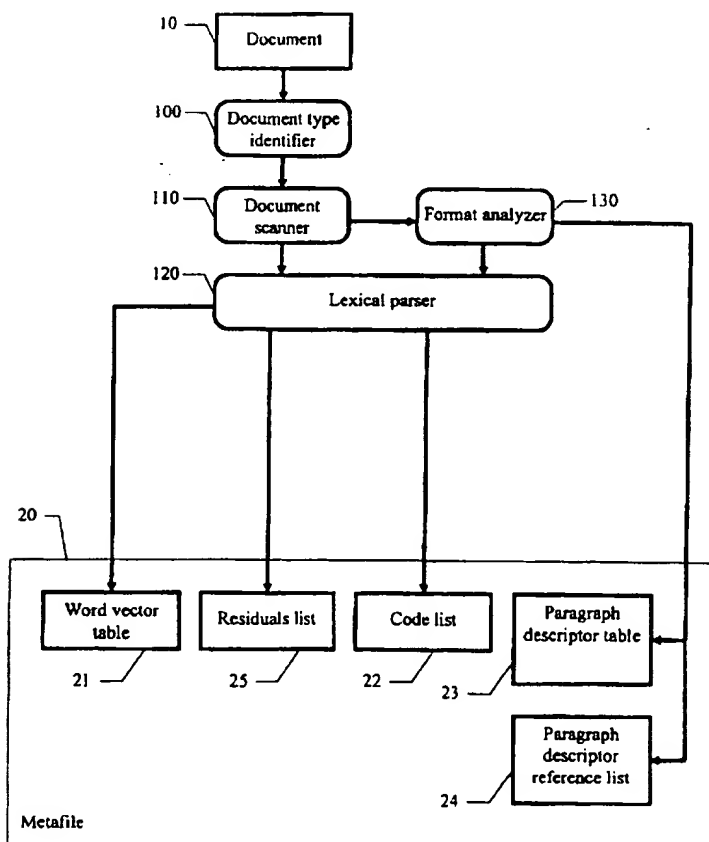 10
Document
100
Document type
identifier
110
Document
scanner
Format analyzer
130
120
Lexical parser
20
Word vector
table
Residuals list
Code list
Paragraph
descriptor table
21
25
22
23
Paragraph
descriptor
reference list
24
Metafile